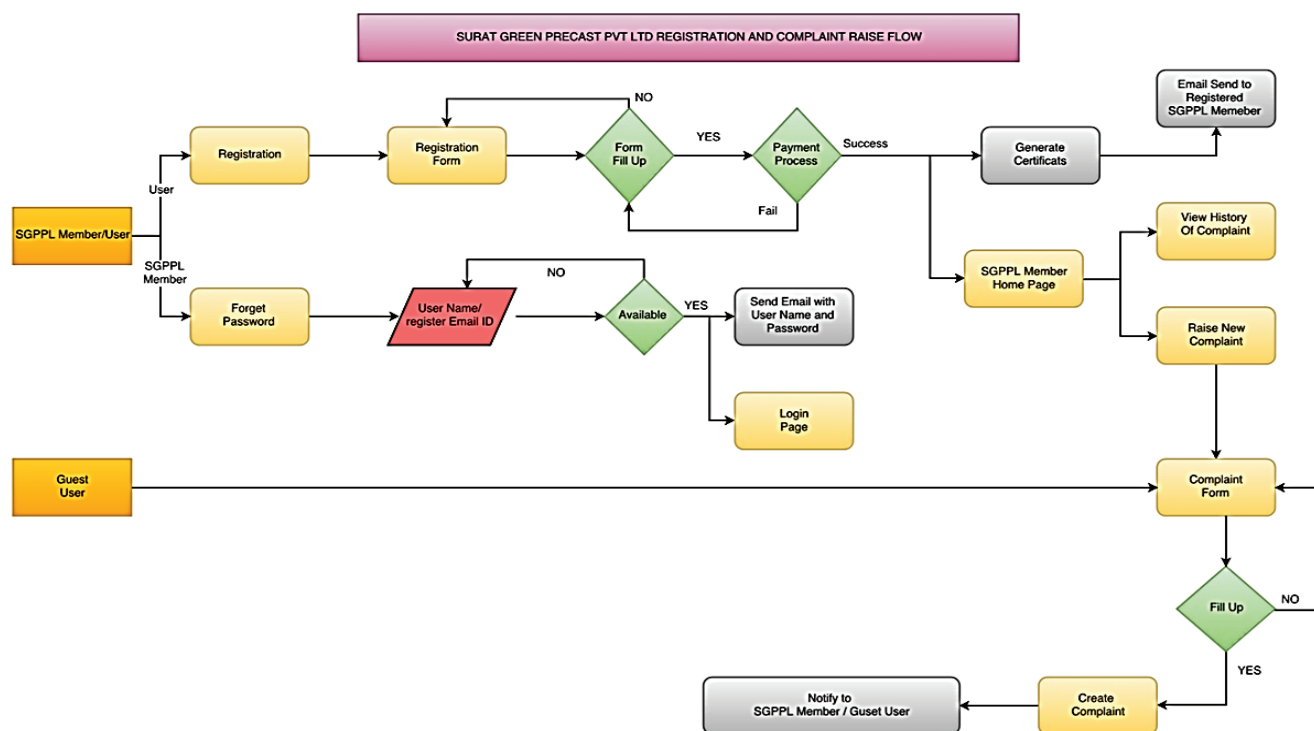 SURAT GREEN PRECAST PVT LTD REGISTRATION AND COMPLAINT RAISE FLOW
Email Send to
Registered
SGPPL Memeber
NO
Registration
Registration
Form
Form
Fill Up
YES
Payment
Process
Success
Generate
Certificats
User
Fail
SGPPL Member/User
View History
Of Complaint
SGPPL
Member
NO
SGPPL Member
Home Page
Forget
Password
User Name/
register Email ID
Available
YES
Send Email with
User Name and
Password
Raise New
Complaint
Login
Page
Guest
User
Complaint
Form
Fill Up
NO
YES
Notify to
SGPPL Member / Guset User
Create
Complaint